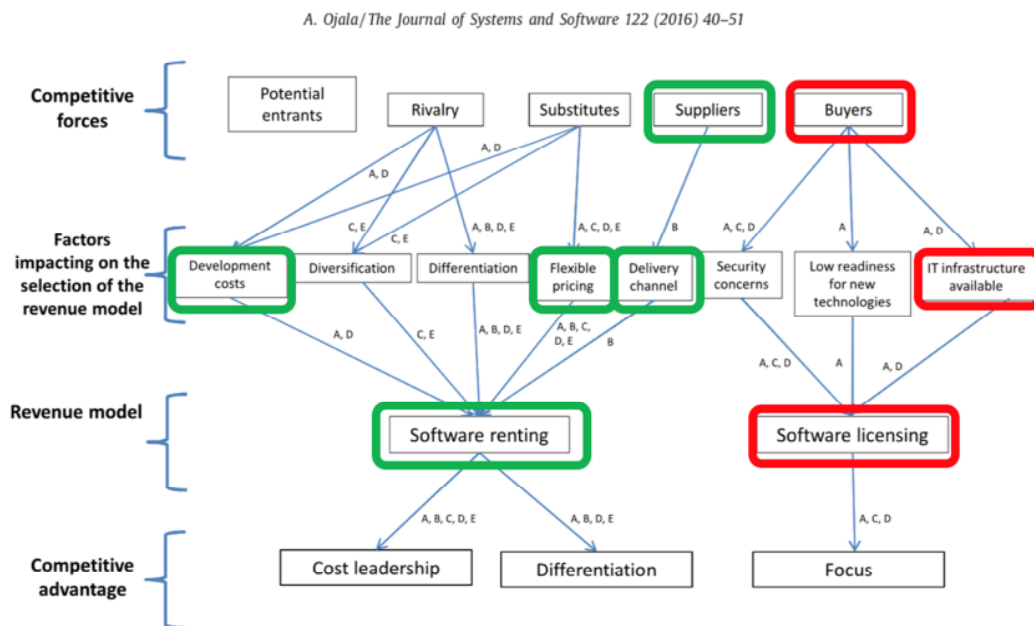 A. Ojala/The Journal of Systems and Software 122 (2016) 40–51
Competitive
forces
Potential
entrants
Rivalry
Substitutes
Suppliers
Buyers
A, D
A, D
C, E
C, E
A, B, D, E
A, C, D, E
B
A, C, D
A
A, D
Factors
impacting on the
selection of the
revenue model
Development
costs
Diversification
Differentiation
Flexible
pricing
Delivery
channel
Security
concerns
Low readiness
for new
technologies
IT infrastructure
available
A, D
C, E
A, B, D, E
A, B, C,
D, E
B
A, C, D
A
A, D
Revenue model
Software renting
Software licensing
A, B, C, D, E
A, B, D, E
A, C, D
Competitive
advantage
Cost leadership
Differentiation
Focus